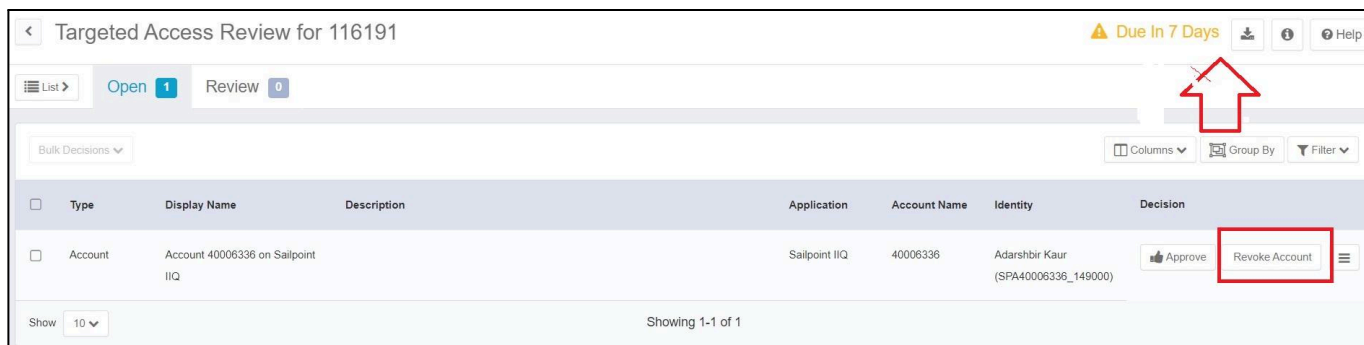 Targeted Access Review for 116191
Due In 7 Days
Help
List
Open 1
Review 0
Bulk Decisions
Columns
Group By
Filter
Type Display Name Description Application Account Name Identity Decision
Account Account 40006336 on Sailpoint Sailpoint IIQ 40006336 Adarshbir Kaur Approve Revoke Account
IIQ (SPA40006336_149000)
Show 10 Showing 1-1 of 1